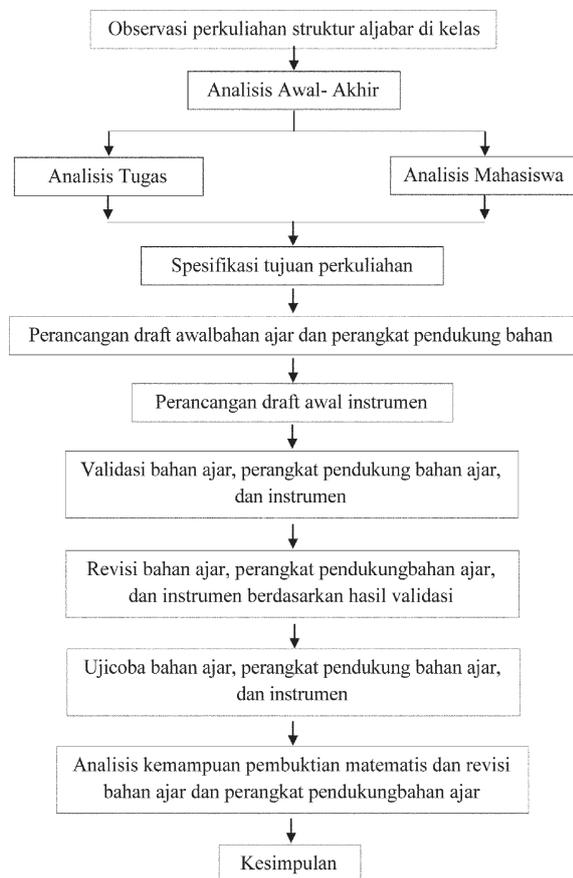 Observasi perkuliahan struktur aljabar di kelas
Analisis Awal- Akhir
Analisis Tugas
Analisis Mahasiswa
Spesifikasi tujuan perkuliahan
Perancangan draft awalbahan ajar dan perangkat pendukung bahan
Perancangan draft awal instrumen
Validasi bahan ajar, perangkat pendukung bahan ajar,
dan instrumen
Revisi bahan ajar, perangkat pendukungbahan ajar,
dan instrumen berdasarkan hasil validasi
Ujicoba bahan ajar, perangkat pendukung bahan ajar,
dan instrumen
Analisis kemampuan pembuktian matematis dan revisi
bahan ajar dan perangkat pendukungbahan ajar
Kesimpulan